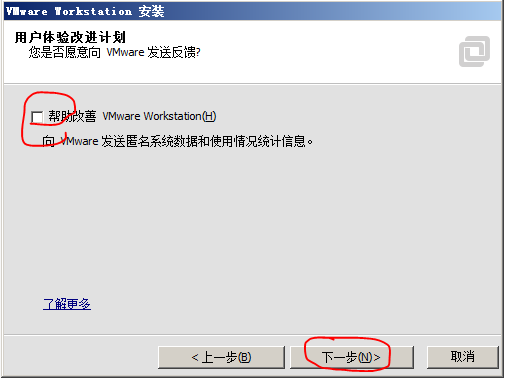 VMware Workstation 安装
用户体验改进计划
您是否愿意向 VMware 发送反馈?
帮助改善 VMware Workstation(H)
向 VMware 发送匿名系统数据和使用情况统计信息。
了解更多
< 上一步(B)
下一步(N) >
取消